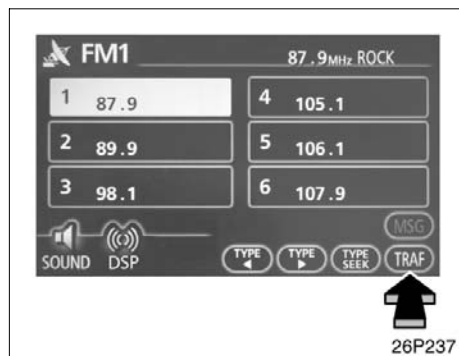 FM1 87.9MHz ROCK
1 87.9 4 105.1
2 89.9 5 106.1
3 98.1 6 107.9
MSG
SOUND DSP TYPE ◄ TYPE ► TYPE SEEK TRAF
26P237